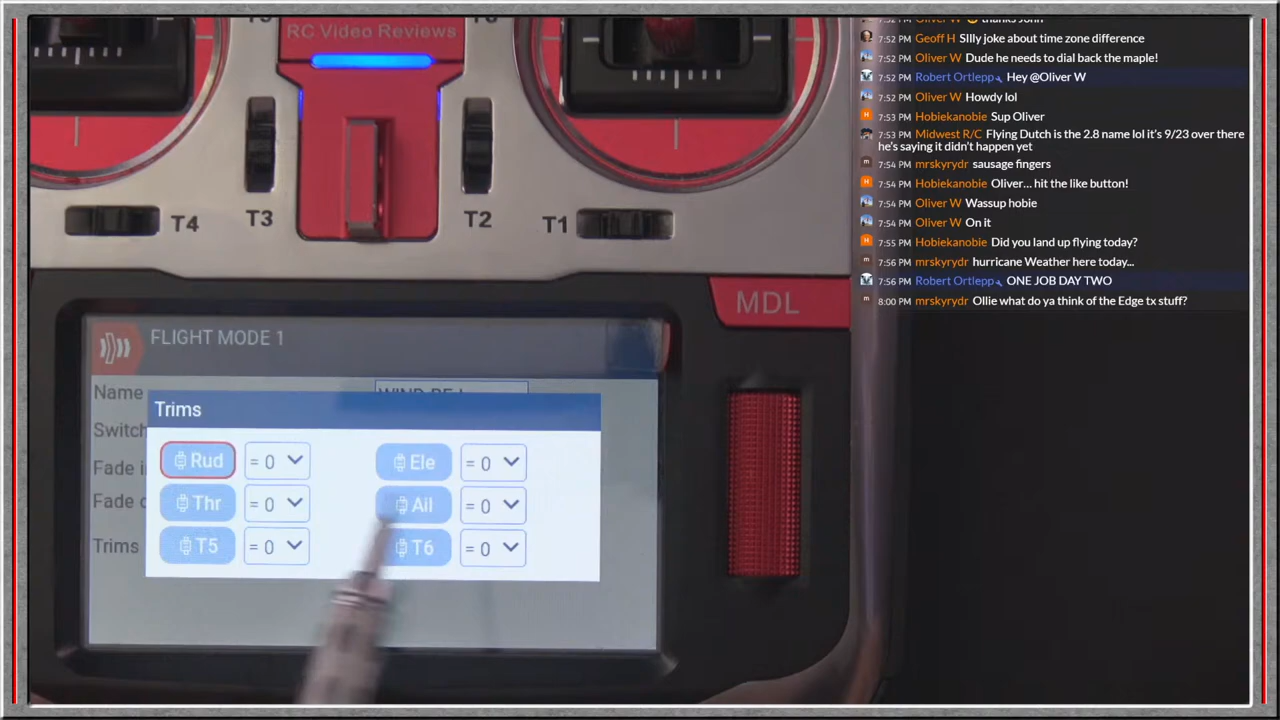 RC Video Reviews
T4
T3
T2
T1
MDL
FLIGHT MODE 1
Name
Switch
Fade i
Fade o
Trims
Trims
Rud = 0
Ele = 0
Thr = 0
Ail = 0
T5 = 0
T6 = 0
7:52 PM Oliver W thanks John
7:52 PM Geoff H SIlly joke about time zone difference
7:52 PM Oliver W Dude he needs to dial back the maple!
7:52 PM Robert Ortlepp Hey @Oliver W
7:52 PM Oliver W Howdy lol
7:53 PM Hobiekanobie Sup Oliver
7:53 PM Midwest R/C Flying Dutch is the 2.8 name lol it's 9/23 over there
he's saying it didn't happen yet
7:54 PM mrskyrydr sausage fingers
7:54 PM Hobiekanobie Oliver... hit the like button!
7:54 PM Oliver W Wassup hobie
7:54 PM Oliver W On it
7:55 PM Hobiekanobie Did you land up flying today?
7:56 PM mrskyrydr hurricane Weather here today...
7:56 PM Robert Ortlepp ONE JOB DAY TWO
8:00 PM mrskyrydr Ollie what do ya think of the Edge tx stuff?